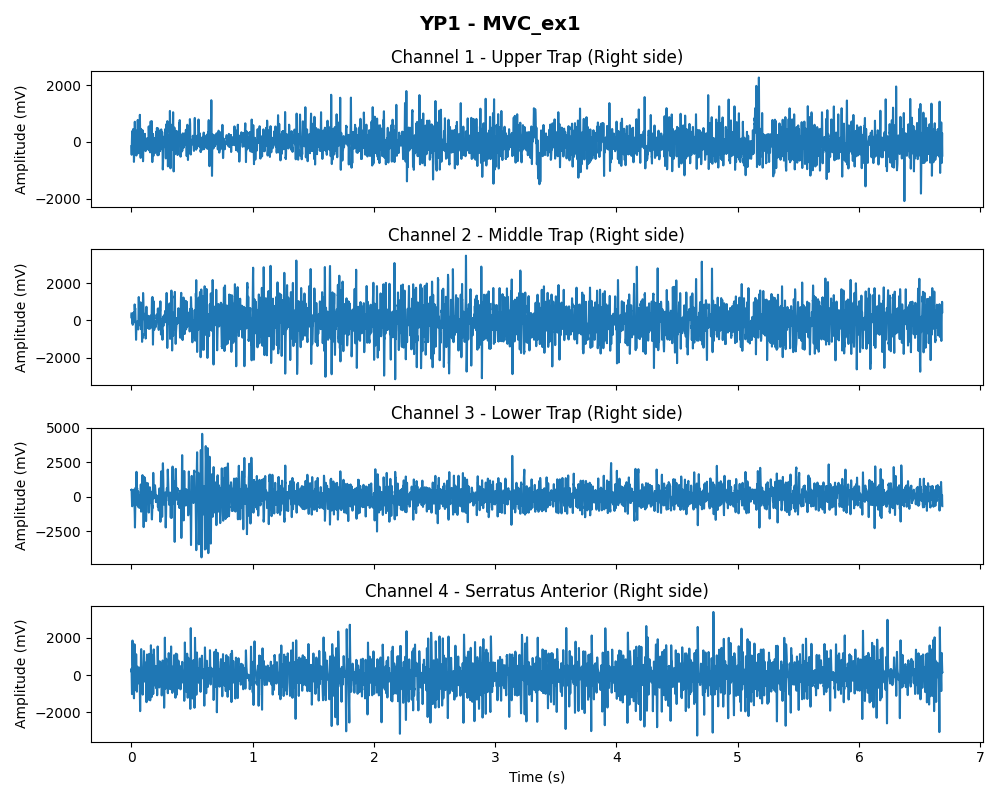 YP1 - MVC_ex1
Channel 1 - Upper Trap (Right side)
Amplitude (mV)
2000
0
−2000
Channel 2 - Middle Trap (Right side)
Amplitude (mV)
2000
0
−2000
Channel 3 - Lower Trap (Right side)
Amplitude (mV)
5000
2500
0
−2500
Channel 4 - Serratus Anterior (Right side)
Amplitude (mV)
2000
0
−2000
0 1 2 3 4 5 6 7
Time (s)